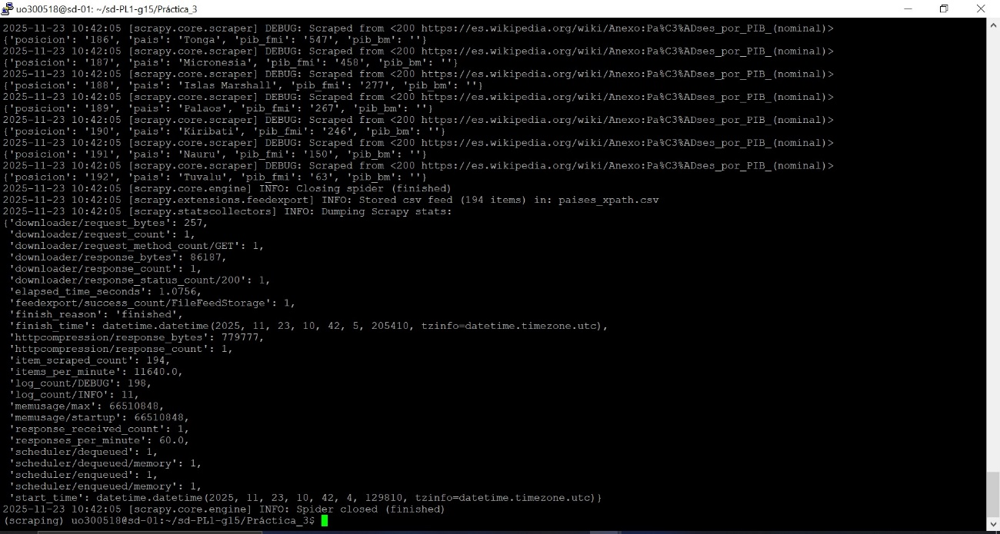 uo300518@sd-01: ~/sd-PL1-g15/Práctica_3
2025-11-23 10:42:05 [scrapy.core.scraper] DEBUG: Scraped from <200 https://es.wikipedia.org/wiki/Anexo:Pa%C3%ADses_por_PIB_(nominal)>
{'posicion': '186', 'pais': 'Tonga', 'pib_fmi': '547', 'pib_bm': ''}
2025-11-23 10:42:05 [scrapy.core.scraper] DEBUG: Scraped from <200 https://es.wikipedia.org/wiki/Anexo:Pa%C3%ADses_por_PIB_(nominal)>
{'posicion': '187', 'pais': 'Micronesia', 'pib_fmi': '458', 'pib_bm': ''}
2025-11-23 10:42:05 [scrapy.core.scraper] DEBUG: Scraped from <200 https://es.wikipedia.org/wiki/Anexo:Pa%C3%ADses_por_PIB_(nominal)>
{'posicion': '188', 'pais': 'Islas Marshall', 'pib_fmi': '277', 'pib_bm': ''}
2025-11-23 10:42:05 [scrapy.core.scraper] DEBUG: Scraped from <200 https://es.wikipedia.org/wiki/Anexo:Pa%C3%ADses_por_PIB_(nominal)>
{'posicion': '189', 'pais': 'Palaos', 'pib_fmi': '267', 'pib_bm': ''}
2025-11-23 10:42:05 [scrapy.core.scraper] DEBUG: Scraped from <200 https://es.wikipedia.org/wiki/Anexo:Pa%C3%ADses_por_PIB_(nominal)>
{'posicion': '190', 'pais': 'Kiribati', 'pib_fmi': '246', 'pib_bm': ''}
2025-11-23 10:42:05 [scrapy.core.scraper] DEBUG: Scraped from <200 https://es.wikipedia.org/wiki/Anexo:Pa%C3%ADses_por_PIB_(nominal)>
{'posicion': '191', 'pais': 'Nauru', 'pib_fmi': '150', 'pib_bm': ''}
2025-11-23 10:42:05 [scrapy.core.scraper] DEBUG: Scraped from <200 https://es.wikipedia.org/wiki/Anexo:Pa%C3%ADses_por_PIB_(nominal)>
{'posicion': '192', 'pais': 'Tuvalu', 'pib_fmi': '63', 'pib_bm': ''}
2025-11-23 10:42:05 [scrapy.core.engine] INFO: Closing spider (finished)
2025-11-23 10:42:05 [scrapy.extensions.feedexport] INFO: Stored csv feed (194 items) in: paises_xpath.csv
2025-11-23 10:42:05 [scrapy.statscollectors] INFO: Dumping Scrapy stats:
{'downloader/request_bytes': 257,
'downloader/request_count': 1,
'downloader/request_method_count/GET': 1,
'downloader/response_bytes': 86187,
'downloader/response_count': 1,
'downloader/response_status_count/200': 1,
'elapsed_time_seconds': 1.0756,
'feedexport/success_count/FileFeedStorage': 1,
'finish_reason': 'finished',
'finish_time': datetime.datetime(2025, 11, 23, 10, 42, 5, 205410, tzinfo=datetime.timezone.utc),
'httpcompression/response_bytes': 779777,
'httpcompression/response_count': 1,
'item_scraped_count': 194,
'items_per_minute': 11640.0,
'log_count/DEBUG': 198,
'log_count/INFO': 11,
'memusage/max': 66510848,
'memusage/startup': 66510848,
'response_received_count': 1,
'responses_per_minute': 60.0,
'scheduler/dequeued': 1,
'scheduler/dequeued/memory': 1,
'scheduler/enqueued': 1,
'scheduler/enqueued/memory': 1,
'start_time': datetime.datetime(2025, 11, 23, 10, 42, 4, 129810, tzinfo=datetime.timezone.utc)}
2025-11-23 10:42:05 [scrapy.core.engine] INFO: Spider closed (finished)
(scraping) uo300518@sd-01:~/sd-PL1-g15/Práctica_3$